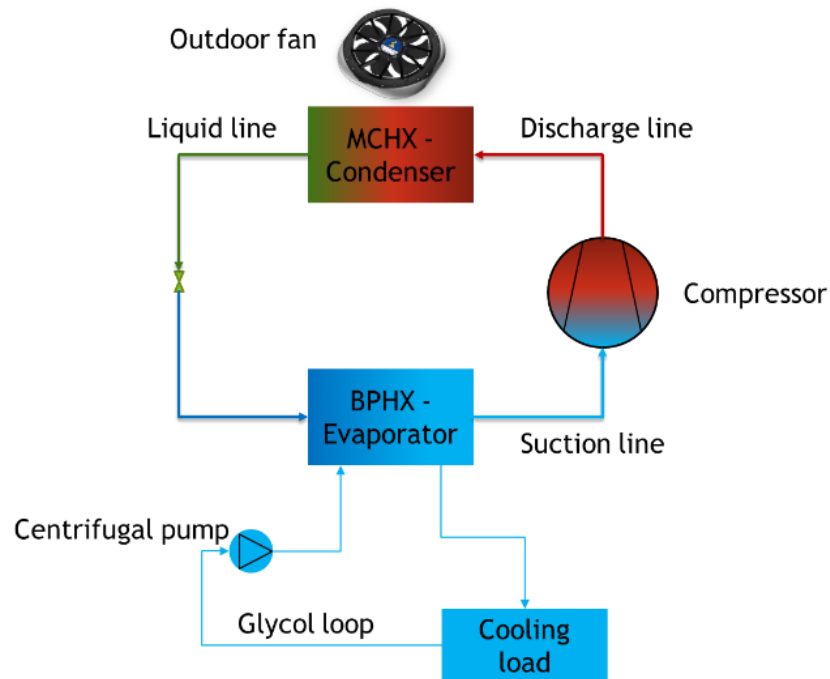 Outdoor fan
Liquid line
MCHX -
Condenser
Discharge line
Compressor
BPHX -
Evaporator
Suction line
Centrifugal pump
Glycol loop
Cooling
load